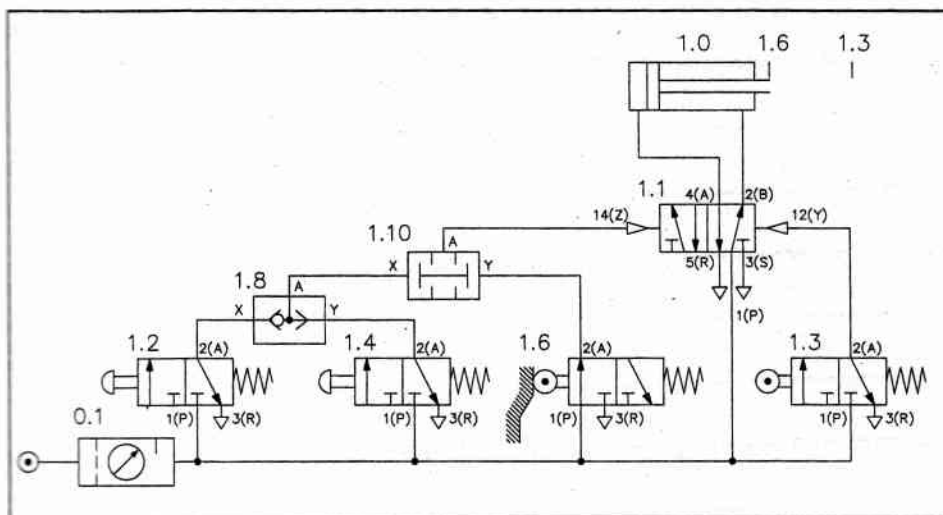 1.0 1.6 1.3
1.1 4(A) 2(B)
14(Z) 12(Y)
1.10 A
X Y
5(R) 3(S)
1(P)
1.8 A
X Y
1.2 2(A)
1.4 2(A)
1.6 2(A)
1.3 2(A)
1(P) 3(R)
1(P) 3(R)
1(P) 3(R)
1(P) 3(R)
0.1